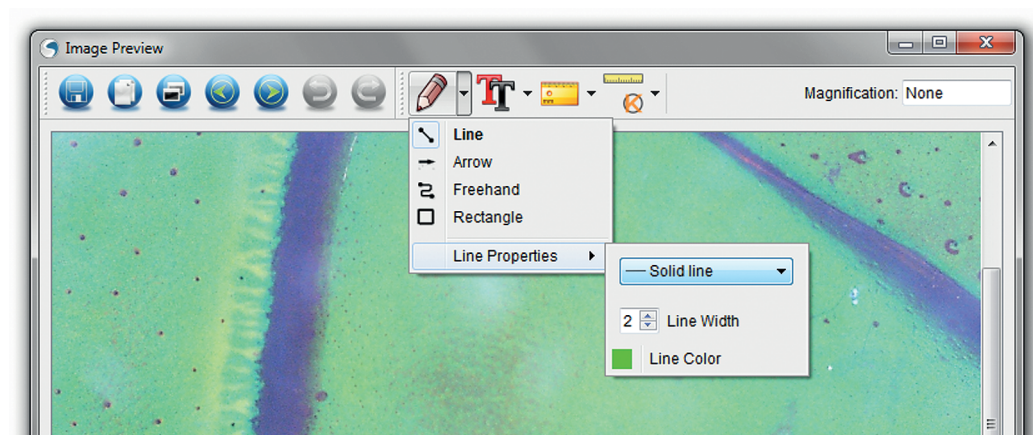 Image Preview
Magnification: None
Line
Arrow
Freehand
Rectangle
Line Properties
Solid line
2 Line Width
Line Color